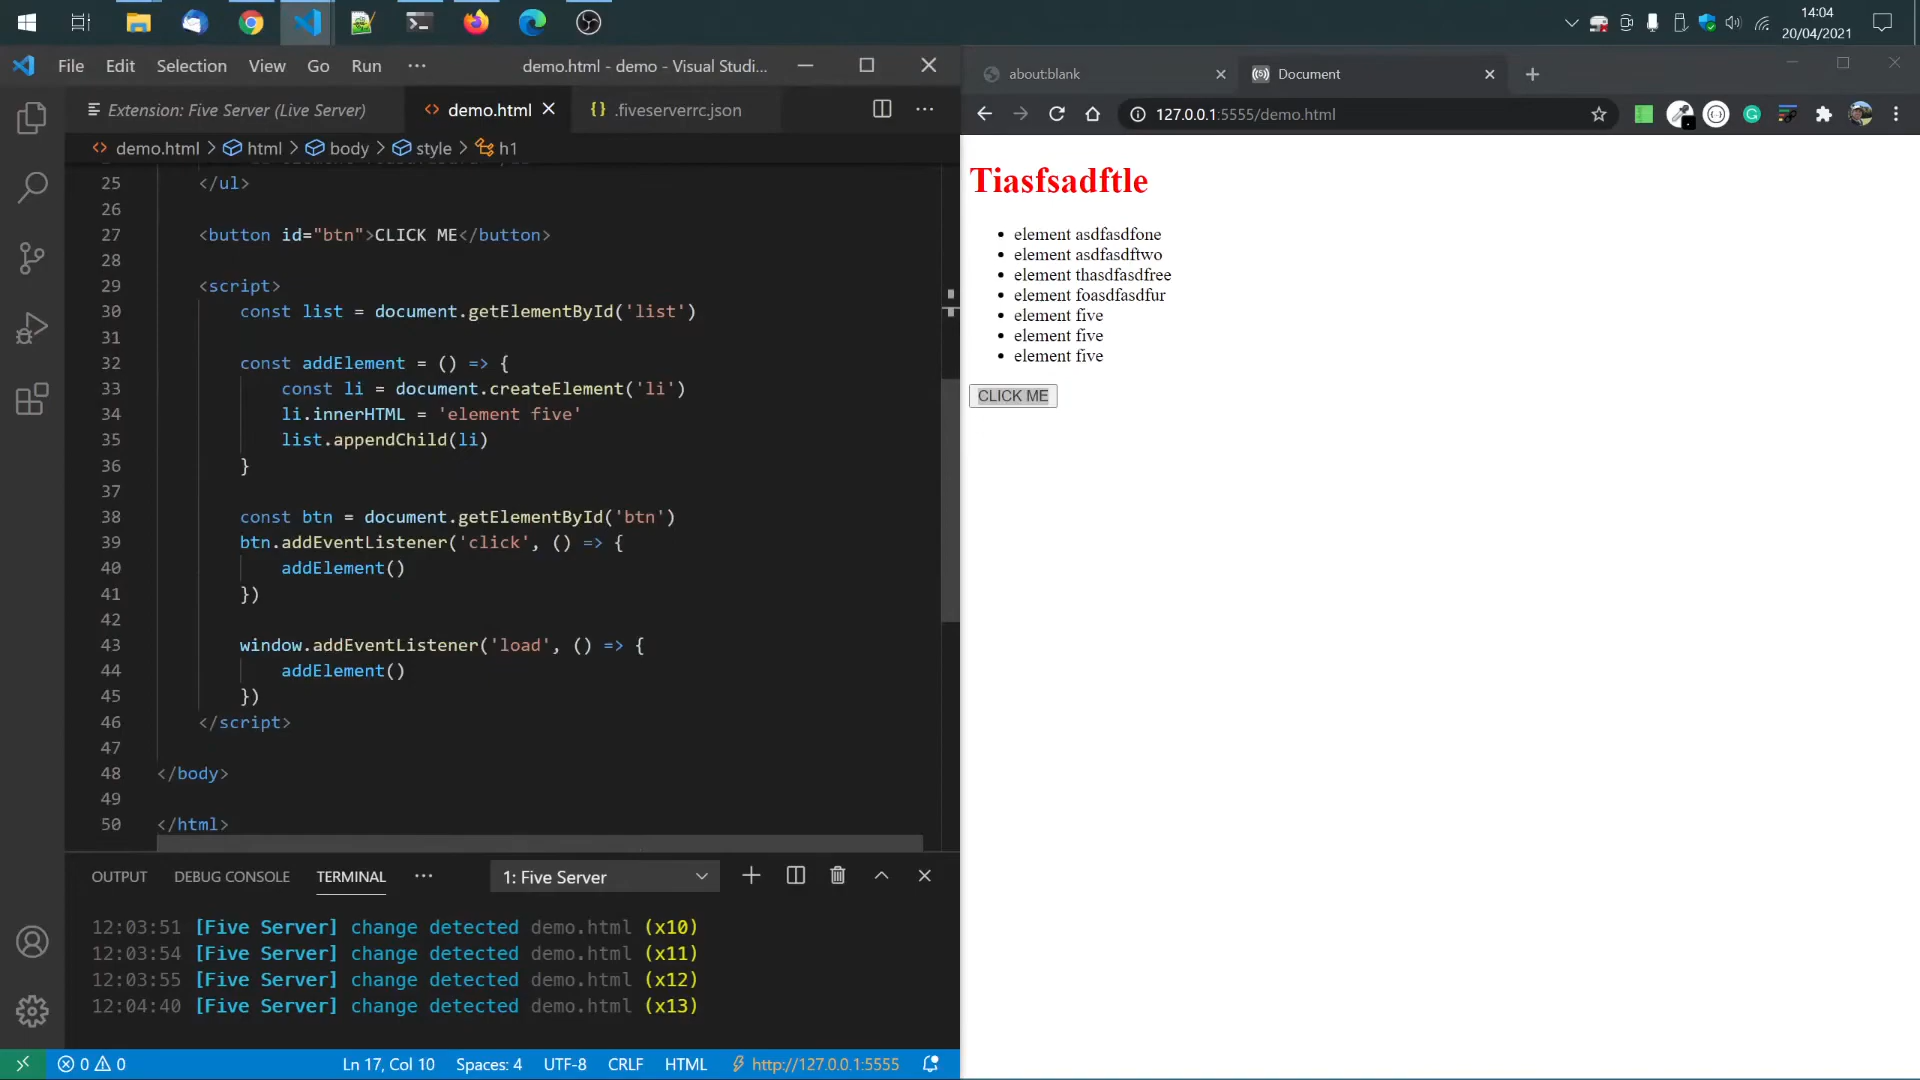 14:04
20/04/2021
File Edit Selection View Go Run ··· demo.html - demo - Visual Studi...
Extension: Five Server (Live Server) demo.html .fiveserverrc.json
demo.html > html > body > style > h1
25 </ul>
26
27 <button id="btn">CLICK ME</button>
28
29 <script>
30 const list = document.getElementById('list')
31
32 const addElement = () => {
33 const li = document.createElement('li')
34 li.innerHTML = 'element five'
35 list.appendChild(li)
36 }
37
38 const btn = document.getElementById('btn')
39 btn.addEventListener('click', () => {
40 addElement()
41 })
42
43 window.addEventListener('load', () => {
44 addElement()
45 })
46 </script>
47
48 </body>
49
50 </html>
OUTPUT DEBUG CONSOLE TERMINAL ··· 1: Five Server
12:03:51 [Five Server] change detected demo.html (x10)
12:03:54 [Five Server] change detected demo.html (x11)
12:03:55 [Five Server] change detected demo.html (x12)
12:04:40 [Five Server] change detected demo.html (x13)
0 0 Ln 17, Col 10 Spaces: 4 UTF-8 CRLF HTML http://127.0.0.1:5555
about:blank Document
127.0.0.1:5555/demo.html
Tiasfsadftle
• element asdfasdfone
• element asdfasdftwo
• element thasdfasdfree
• element foasdfasdfur
• element five
• element five
• element five
CLICK ME